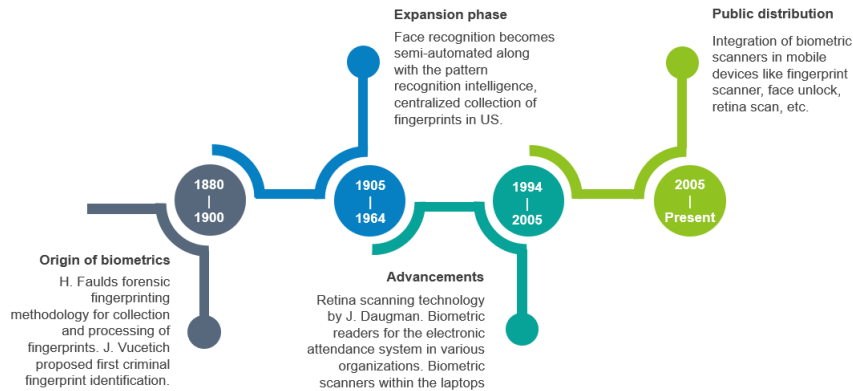 Expansion phase
Face recognition becomes
semi-automated along
with the pattern
recognition intelligence,
centralized collection of
fingerprints in US.
Public distribution
Integration of biometric
scanners in mobile
devices like fingerprint
scanner, face unlock,
retina scan, etc.
1880
|
1900
1905
|
1964
1994
|
2005
2005
|
Present
Origin of biometrics
H. Faulds forensic
fingerprinting
methodology for collection
and processing of
fingerprints. J. Vucetich
proposed first criminal
fingerprint identification.
Advancements
Retina scanning technology
by J. Daugman. Biometric
readers for the electronic
attendance system in various
organizations. Biometric
scanners within the laptops